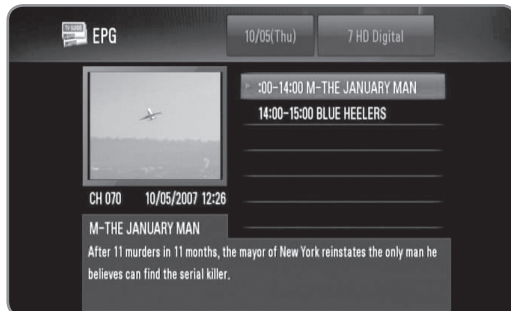 TV GUIDE
EPG
10/05(Thu)
7 HD Digital
:00-14:00 M-THE JANUARY MAN
14:00-15:00 BLUE HEELERS
CH 070 10/05/2007 12:26
M-THE JANUARY MAN
After 11 murders in 11 months, the mayor of New York reinstates the only man he
believes can find the serial killer.